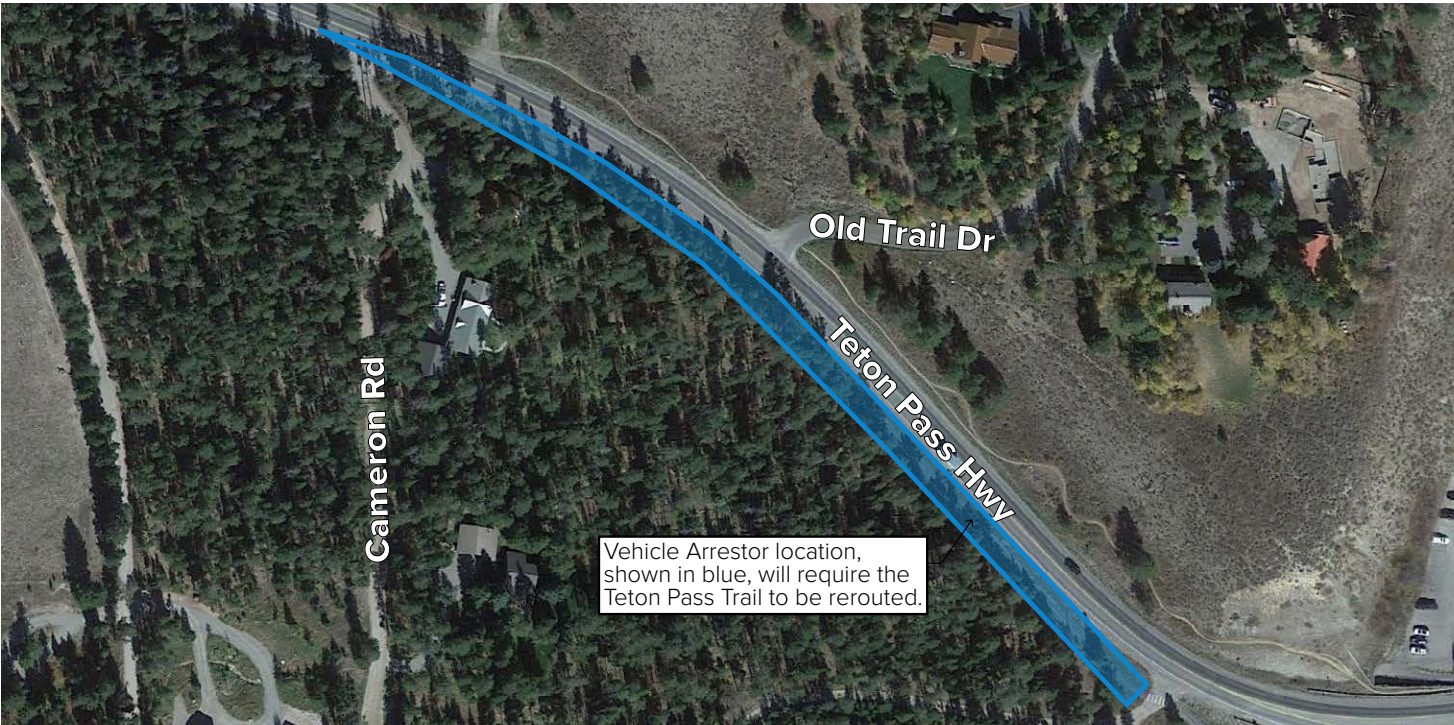 Old Trail Dr
Teton Pass Hwy
Cameron Rd
Vehicle Arrestor location,
shown in blue, will require the
Teton Pass Trail to be rerouted.